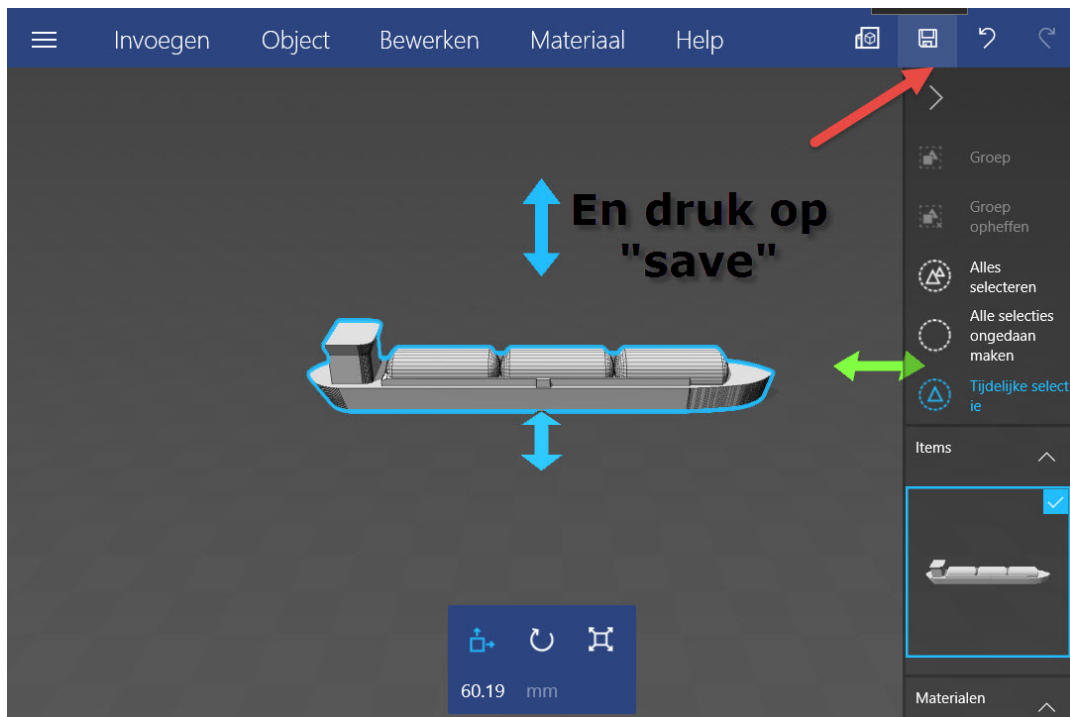 Invoegen Object Bewerken Materiaal Help
Groep
Groep
opheffen
Alles
selecteren
Alle selecties
ongedaan
maken
Tijdelijke select
ie
En druk op
"save"
Items
60.19 mm
Materialen